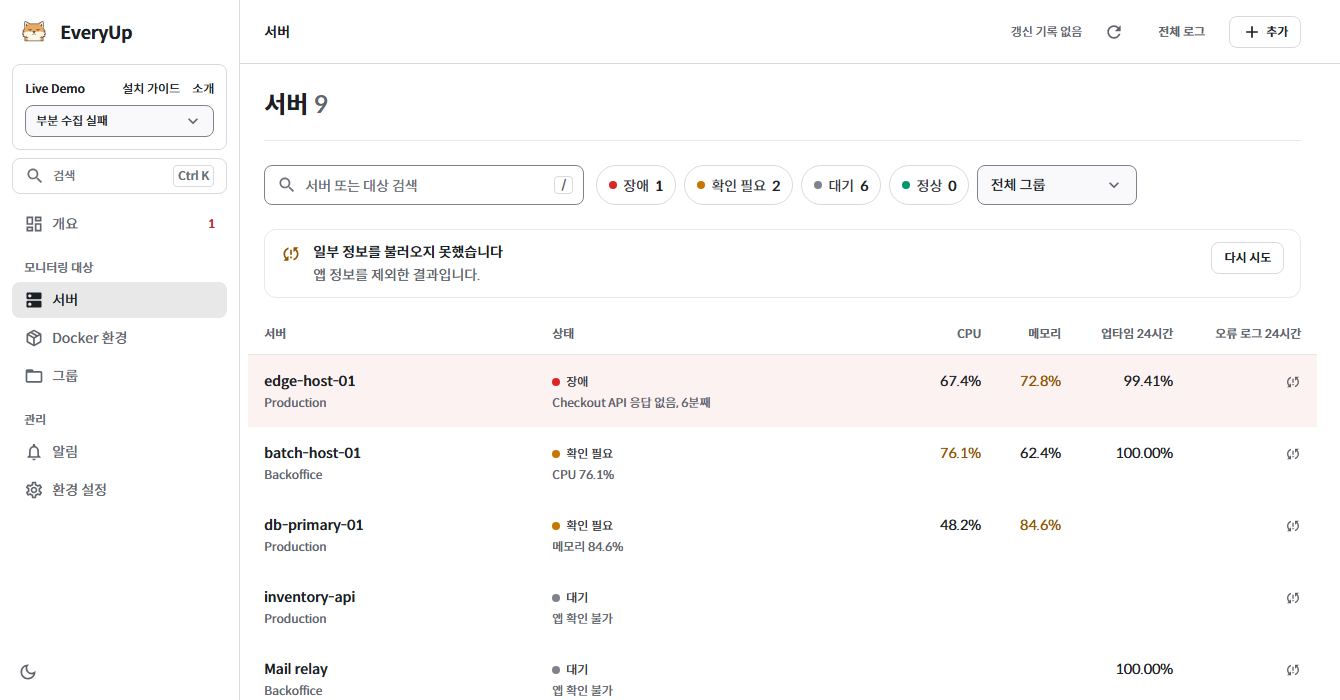 EveryUp
Live Demo 설치 가이드 소개
부분 수집 실패
검색 Ctrl K
개요 1
모니터링 대상
서버
Docker 환경
그룹
관리
알림
환경 설정
서버
갱신 기록 없음 전체 로그 + 추가
서버 9
서버 또는 대상 검색 /
장애 1 확인 필요 2 대기 6 정상 0 전체 그룹
일부 정보를 불러오지 못했습니다
앱 정보를 제외한 결과입니다.
다시 시도
서버 상태 CPU 메모리 업타임 24시간 오류 로그 24시간
edge-host-01 장애 67.4% 72.8% 99.41%
Production Checkout API 응답 없음, 6분째
batch-host-01 확인 필요 76.1% 62.4% 100.00%
Backoffice CPU 76.1%
db-primary-01 확인 필요 48.2% 84.6%
Production 메모리 84.6%
inventory-api 대기
Production 앱 확인 불가
Mail relay 대기 100.00%
Backoffice 앱 확인 불가